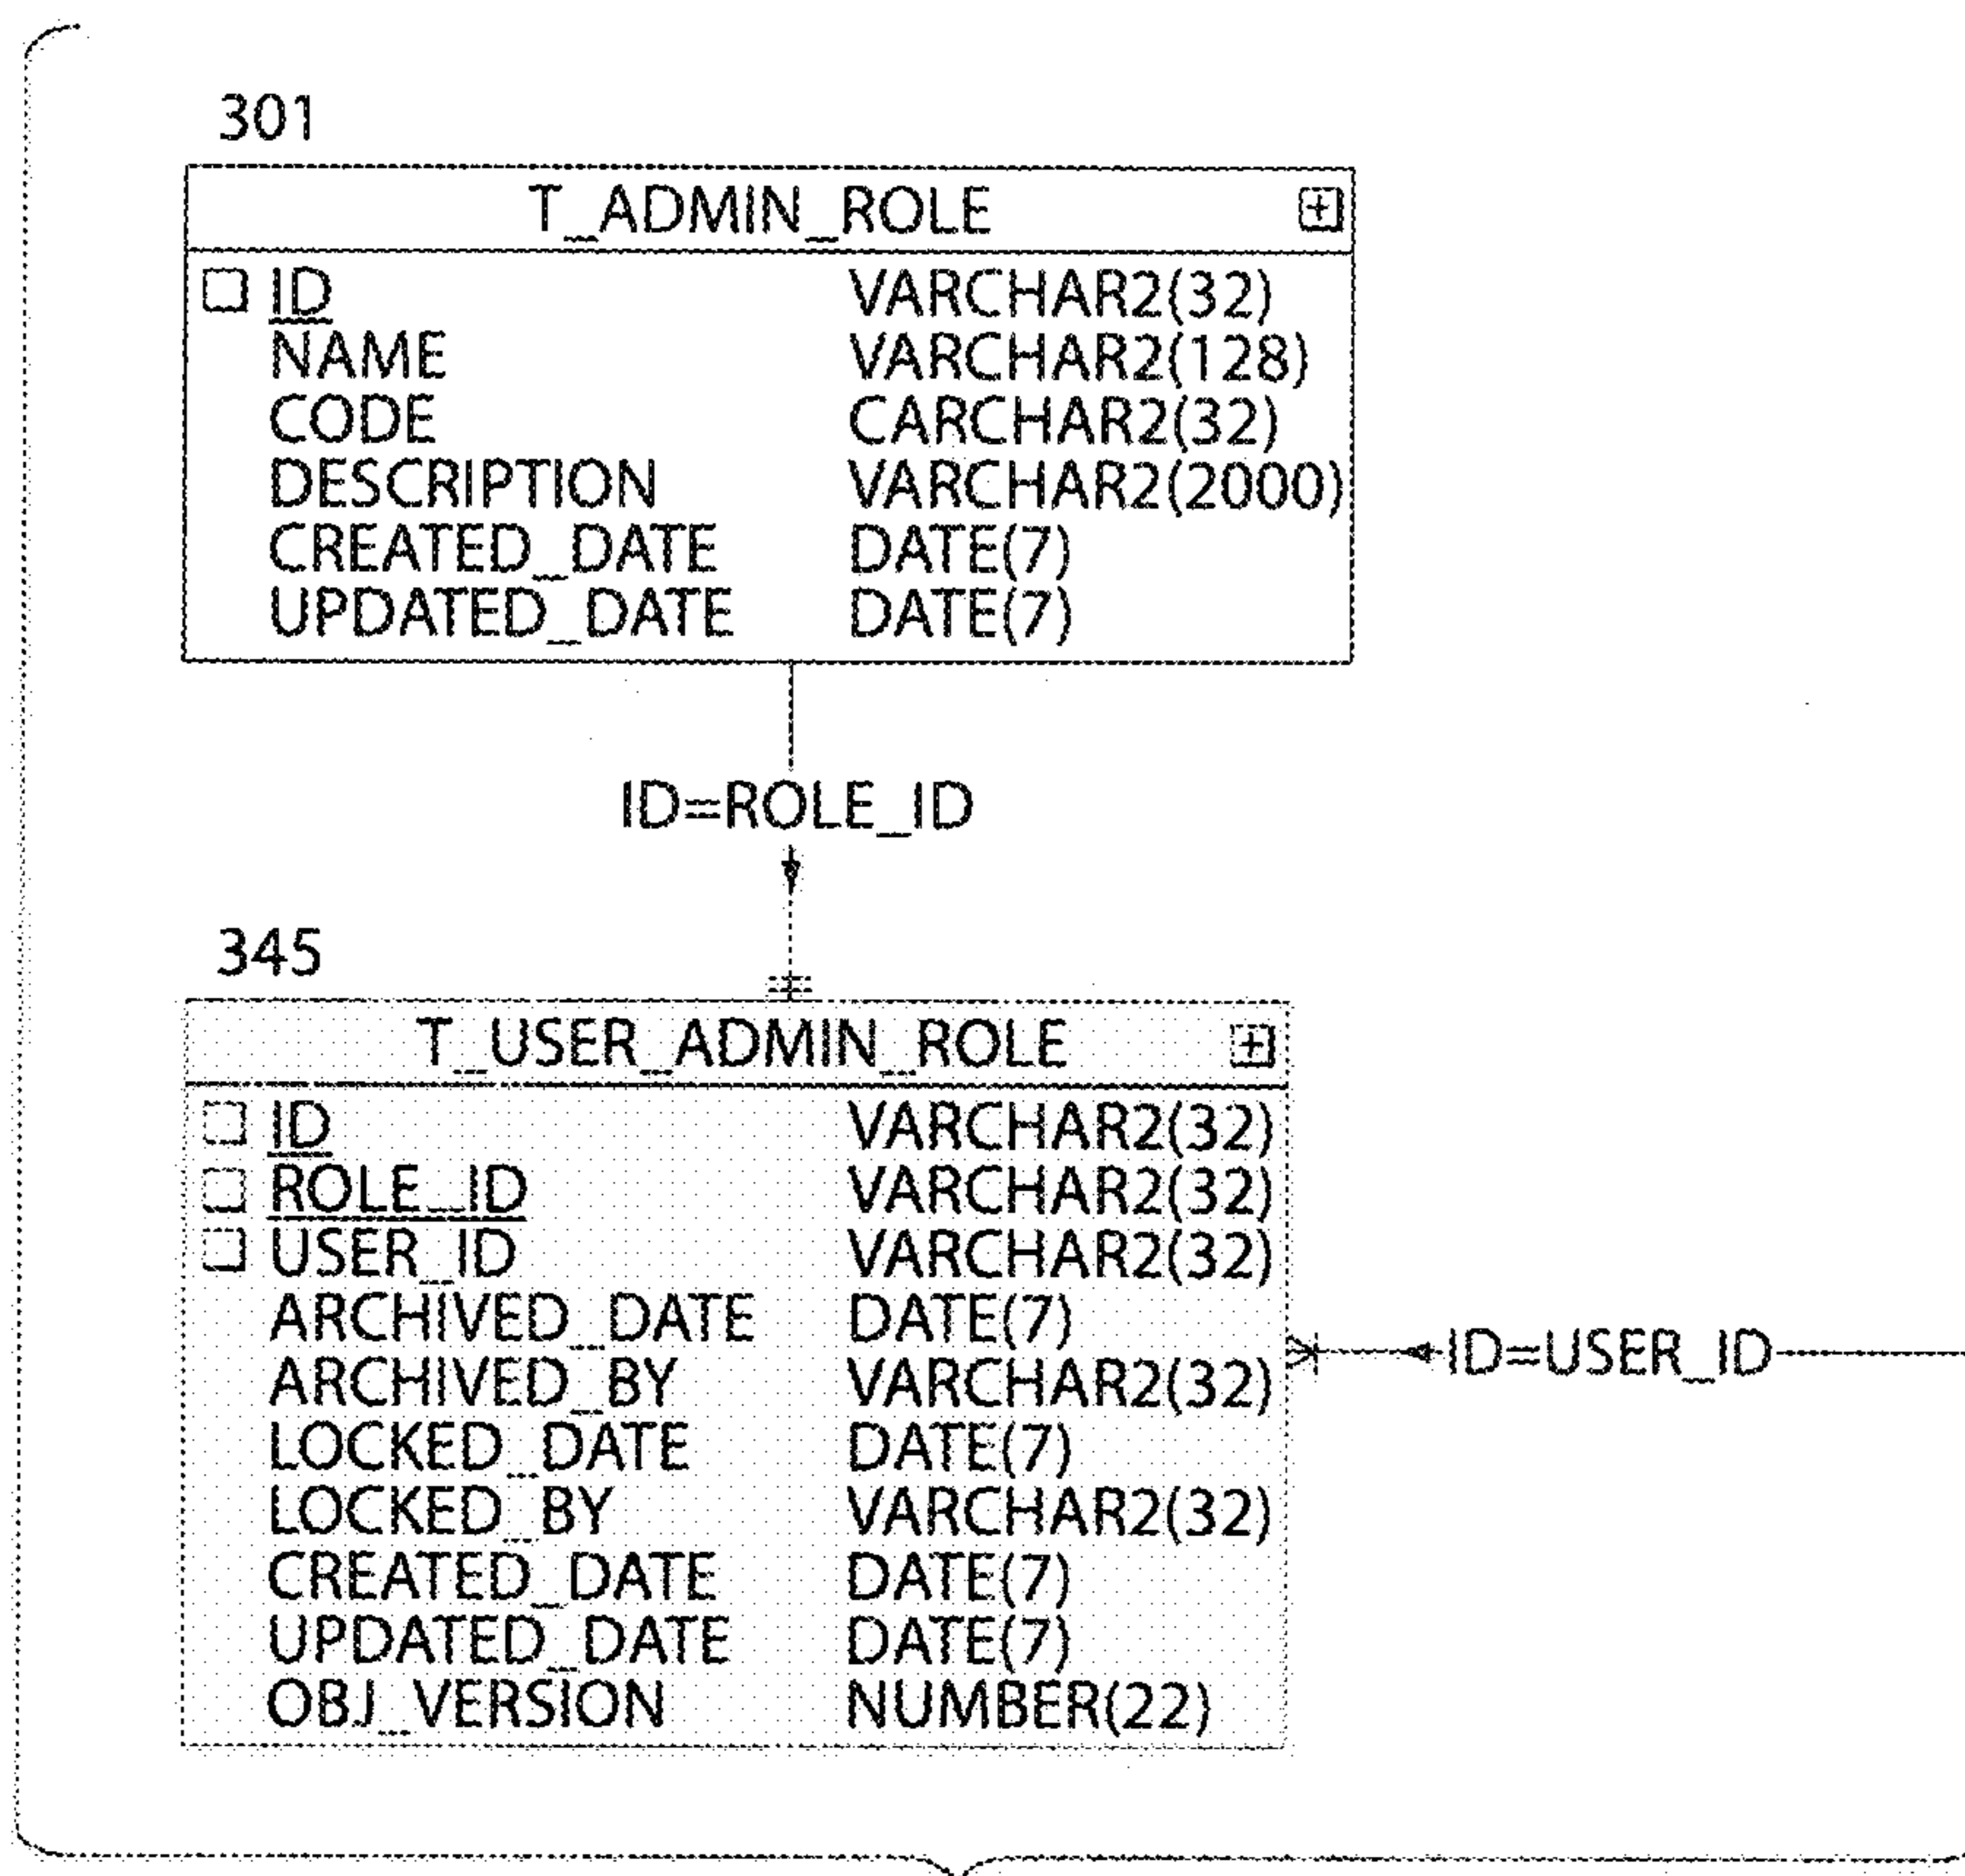 301
T_ADMIN_ROLE
ID VARCHAR2(32)
NAME VARCHAR2(128)
CODE CARCHAR2(32)
DESCRIPTION VARCHAR2(2000)
CREATED_DATE DATE(7)
UPDATED_DATE DATE(7)
ID=ROLE_ID
345
T_USER_ADMIN_ROLE
ID VARCHAR2(32)
ROLE_ID VARCHAR2(32)
USER_ID VARCHAR2(32)
ARCHIVED_DATE DATE(7)
ARCHIVED_BY VARCHAR2(32)
LOCKED_DATE DATE(7)
LOCKED_BY VARCHAR2(32)
CREATED_DATE DATE(7)
UPDATED_DATE DATE(7)
OBJ_VERSION NUMBER(22)
ID=USER_ID